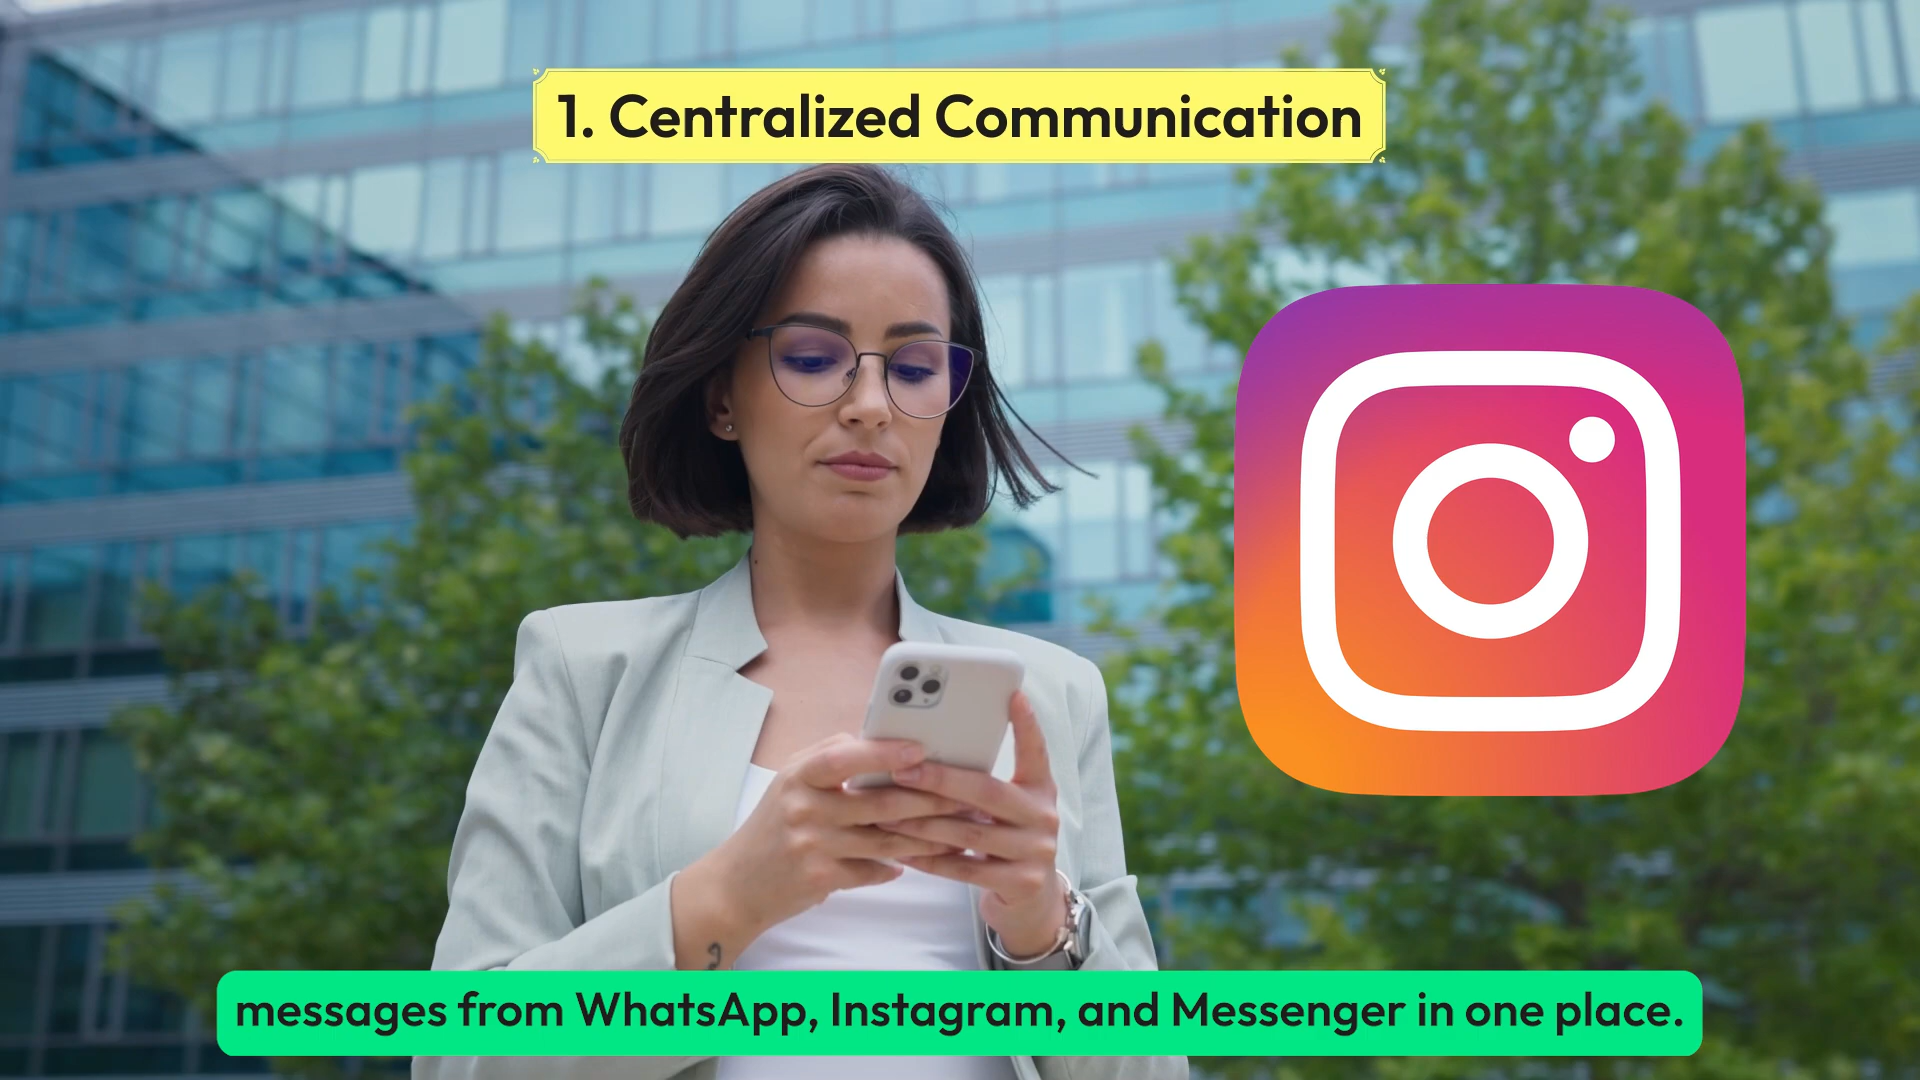 1. Centralized Communication
messages from WhatsApp, Instagram, and Messenger in one place.